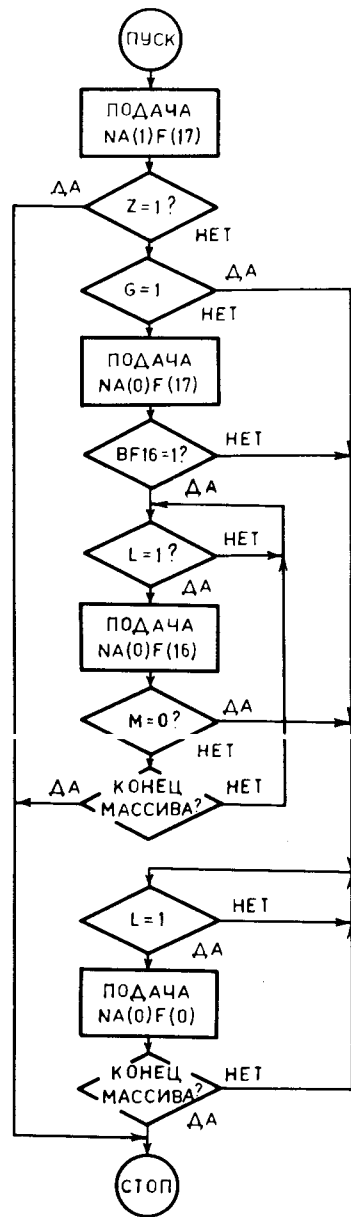 ПУСК
ПОДАЧА
NA(1)F(17)
ДА
Z=1?
НЕТ
G=1
ДА
НЕТ
ПОДАЧА
NA(0)F(17)
BF16=1?
НЕТ
ДА
L=1?
НЕТ
ДА
ПОДАЧА
NA(0)F(16)
M=0?
ДА
НЕТ
ДА
КОНЕЦ
МАССИВА?
НЕТ
L=1
НЕТ
ДА
ПОДАЧА
NA(0)F(0)
КОНЕЦ
МАССИВА?
НЕТ
ДА
СТОП